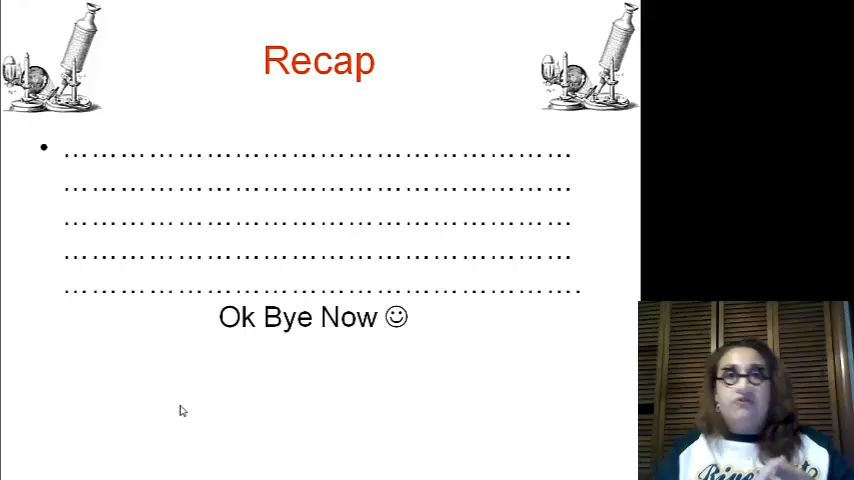 Recap
• ……………………………………………………
……………………………………………………
……………………………………………………
……………………………………………………
…………………………………………………….
Ok Bye Now ☺